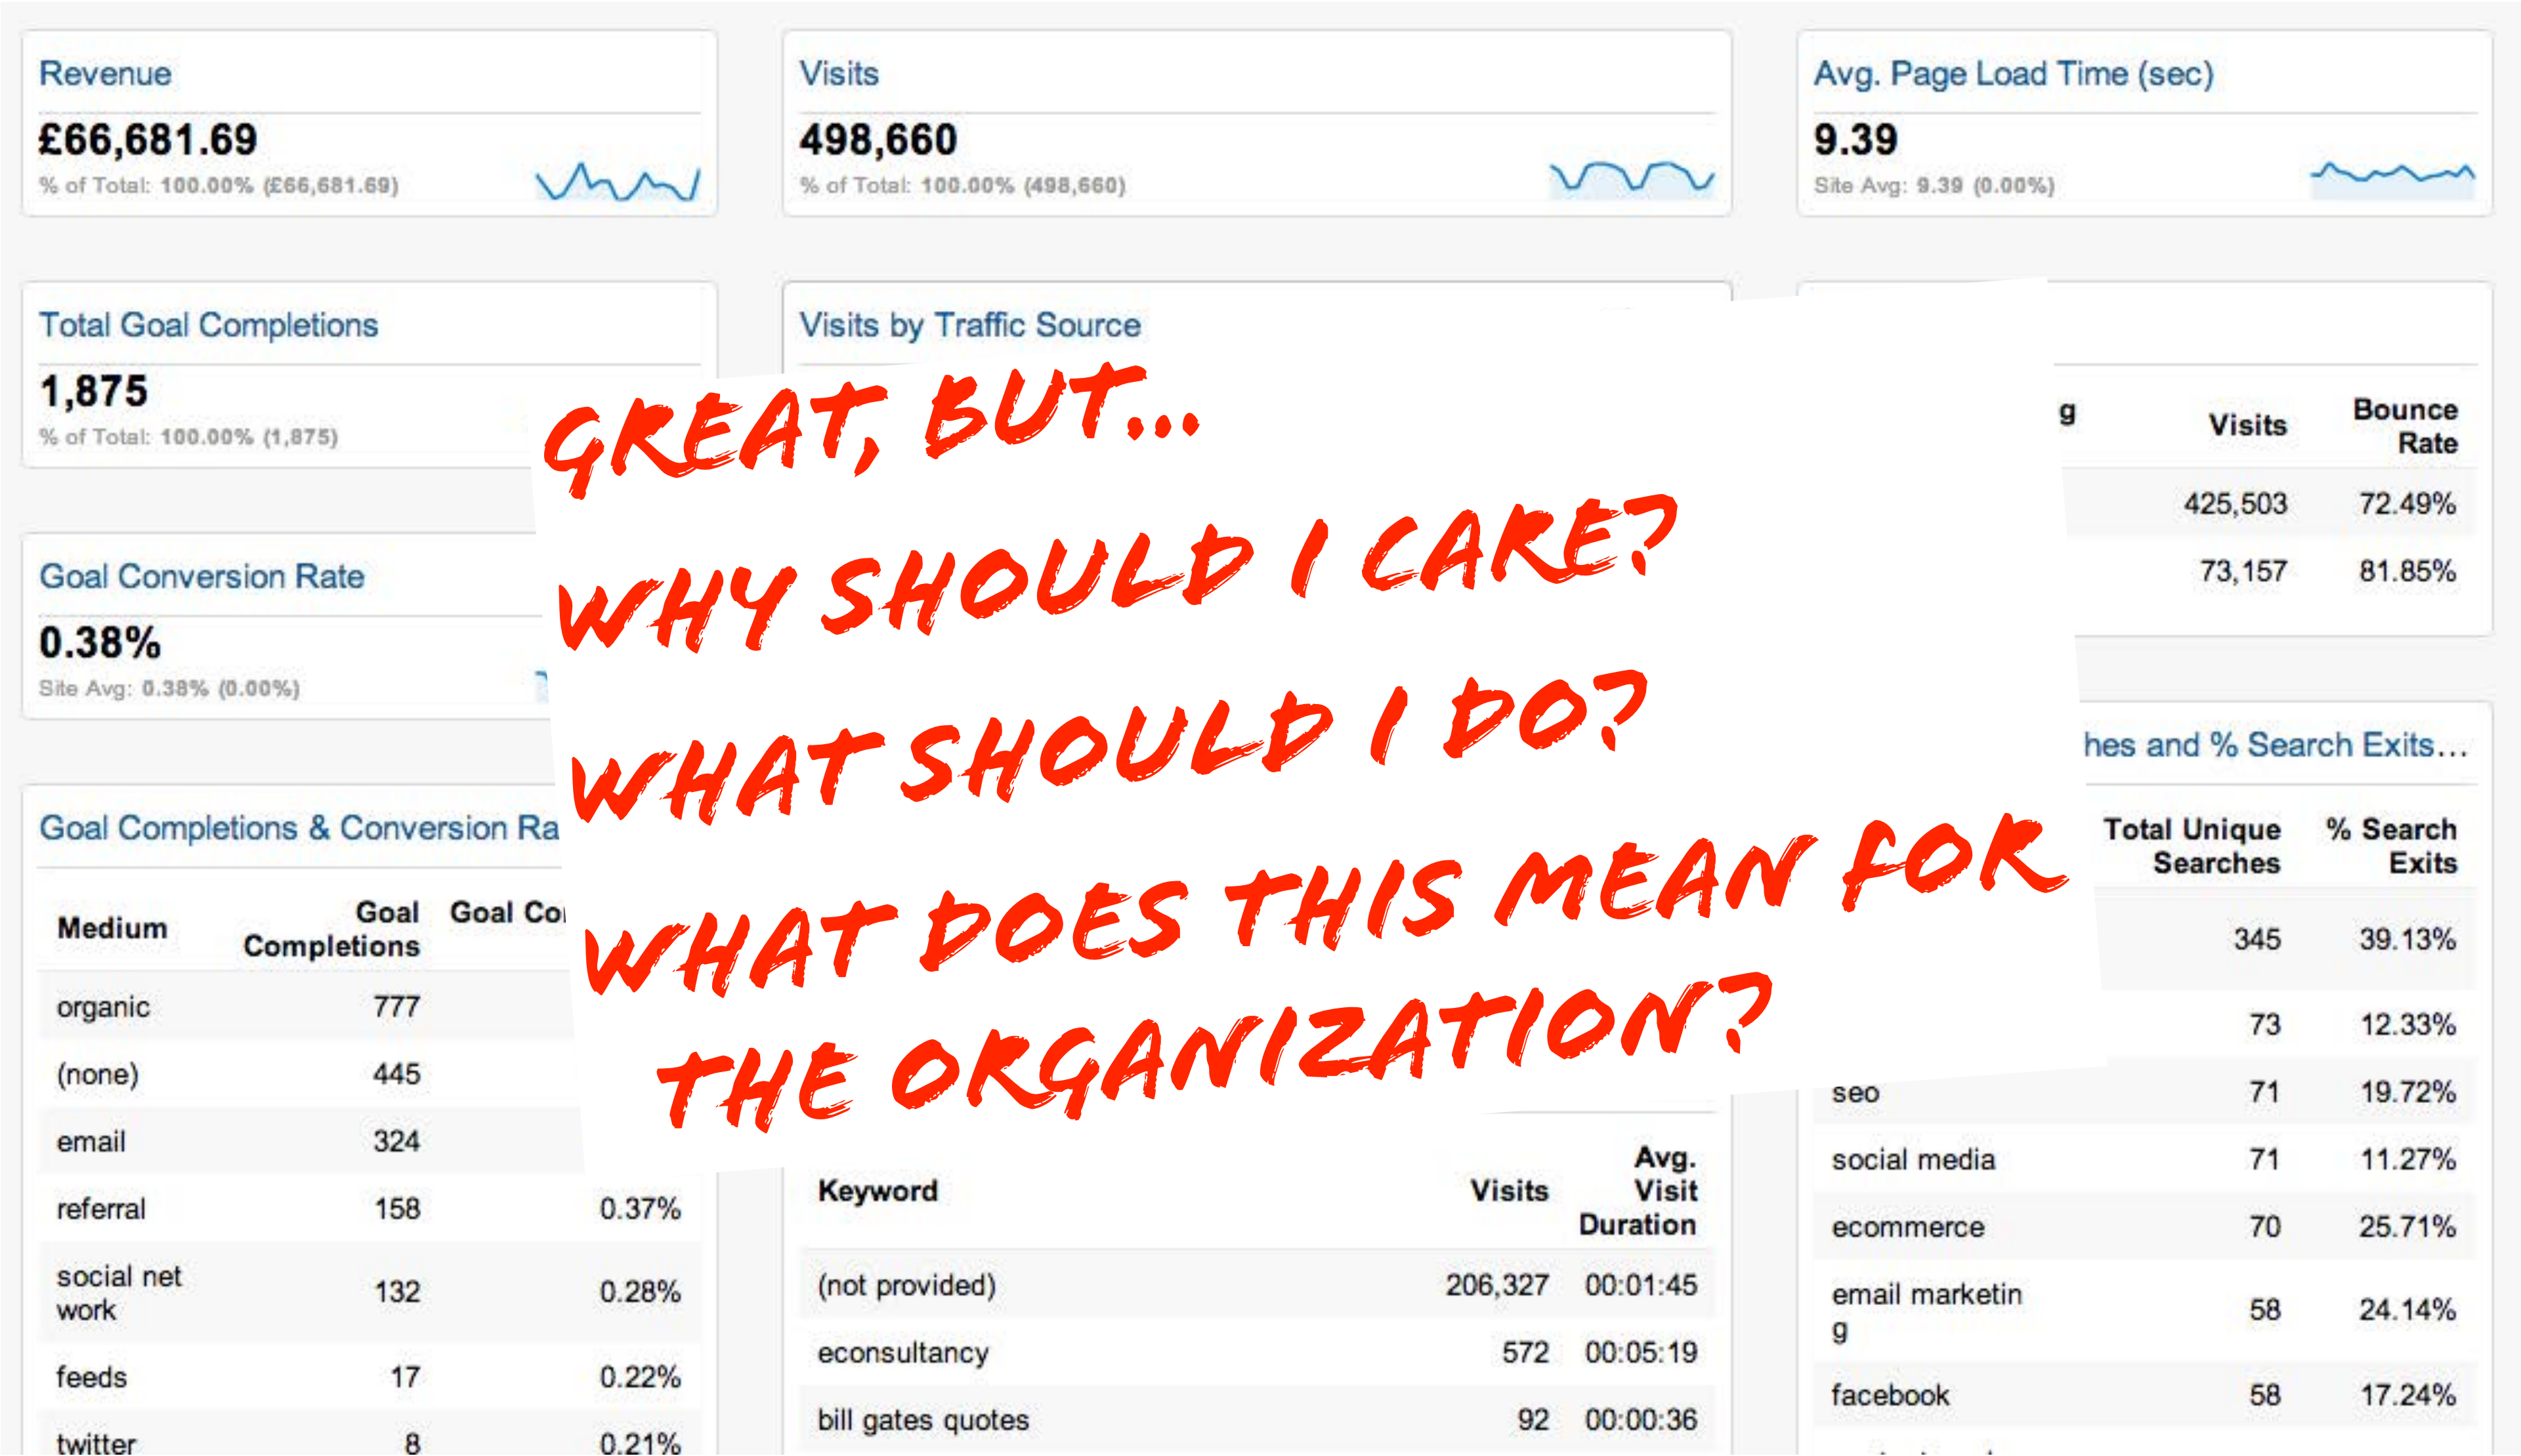 Revenue
£66,681.69
% of Total: 100.00% (£66,681.69)
Visits
498,660
% of Total: 100.00% (498,660)
Avg. Page Load Time (sec)
9.39
Site Avg: 9.39 (0.00%)
Total Goal Completions
1,875
% of Total: 100.00% (1,875)
Goal Conversion Rate
0.38%
Site Avg: 0.38% (0.00%)
Visits by Traffic Source
GREAT, BUT...
WHY SHOULD I CARE?
WHAT SHOULD I DO?
WHAT DOES THIS MEAN FOR
THE ORGANIZATION?
g Visits Bounce
Rate
425,503 72.49%
73,157 81.85%
Goal Completions & Conversion Ra
Medium Goal Goal Co
Completions
organic 777
(none) 445
email 324
referral 158 0.37%
social net
work 132 0.28%
feeds 17 0.22%
twitter 8 0.21%
Keyword Visits Avg.
Visit
Duration
(not provided) 206,327 00:01:45
econsultancy 572 00:05:19
bill gates quotes 92 00:00:36
hes and % Search Exits...
Total Unique % Search
Searches Exits
345 39.13%
73 12.33%
seo 71 19.72%
social media 71 11.27%
ecommerce 70 25.71%
email marketin
g 58 24.14%
facebook 58 17.24%